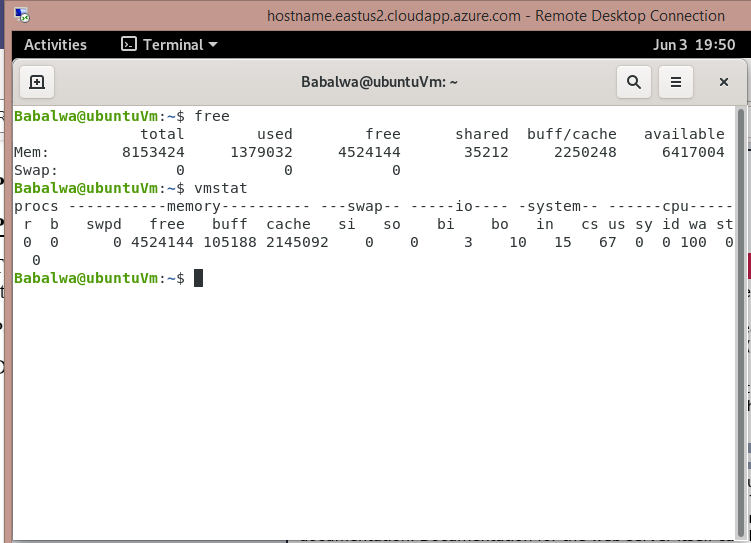 hostname.eastus2.cloudapp.azure.com - Remote Desktop Connection
Activities Terminal Jun 3 19:50
Babalwa@ubuntuVm: ~
Babalwa@ubuntuVm:~$ free
total used free shared buff/cache available
Mem: 8153424 1379032 4524144 35212 2250248 6417004
Swap: 0 0 0
Babalwa@ubuntuVm:~$ vmstat
procs -----------memory---------- ---swap-- -----io---- -system-- ------cpu-----
r b swpd free buff cache si so bi bo in cs us sy id wa st
0 0 0 4524144 105188 2145092 0 0 3 10 15 67 0 0 100 0
0
Babalwa@ubuntuVm:~$